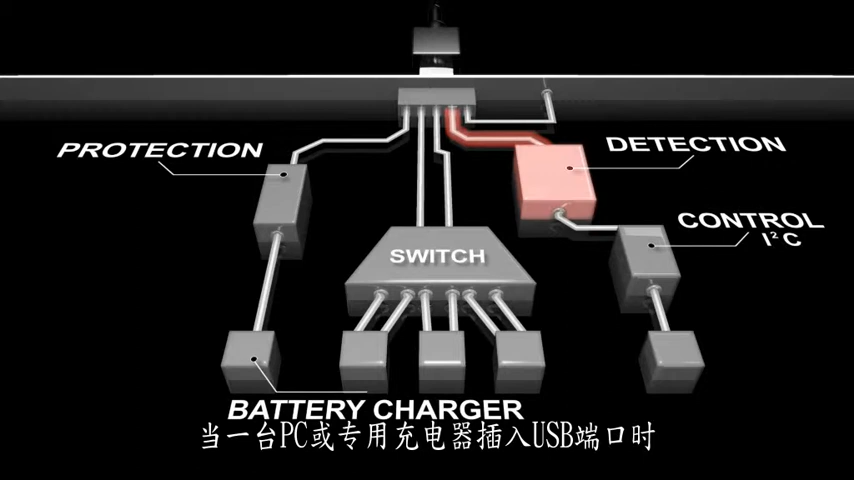 PROTECTION
DETECTION
CONTROL
I²C
SWITCH
BATTERY CHARGER
当一台PC或专用充电器插入USB端口时